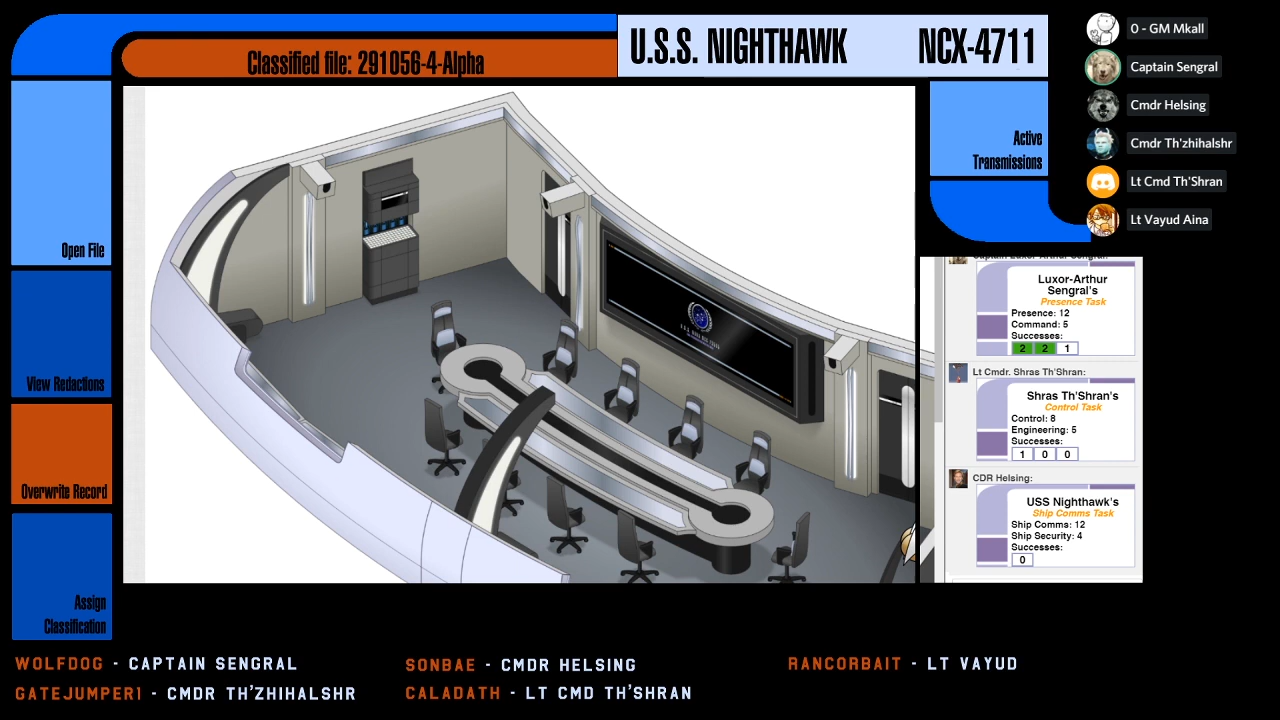 Classified file: 291056-4-Alpha
U.S.S. NIGHTHAWK NCX-4711
Open File
View Redactions
Overwrite Record
Assign
Classification
Active
Transmissions
0 - GM Mkall
Captain Sengral
Cmdr Helsing
Cmdr Th'zhihalshr
Lt Cmd Th'Shran
Lt Vayud Aina
Captain Luxor-Arthur Sengral:
Luxor-Arthur
Sengral's
Presence Task
Presence: 12
Command: 5
Successes:
2 2 1
Lt Cmdr. Shras Th'Shran:
Shras Th'Shran's
Control Task
Control: 8
Engineering: 5
Successes:
1 0 0
CDR Helsing:
USS Nighthawk's
Ship Comms Task
Ship Comms: 12
Ship Security: 4
Successes:
0
WOLFDOG - CAPTAIN SENGRAL
SONBAE - CMDR HELSING
RANCORBAIT - LT VAYUD
GATEJUMPER1 - CMDR TH'ZHIHALSHR
CALADATH - LT CMD TH'SHRAN